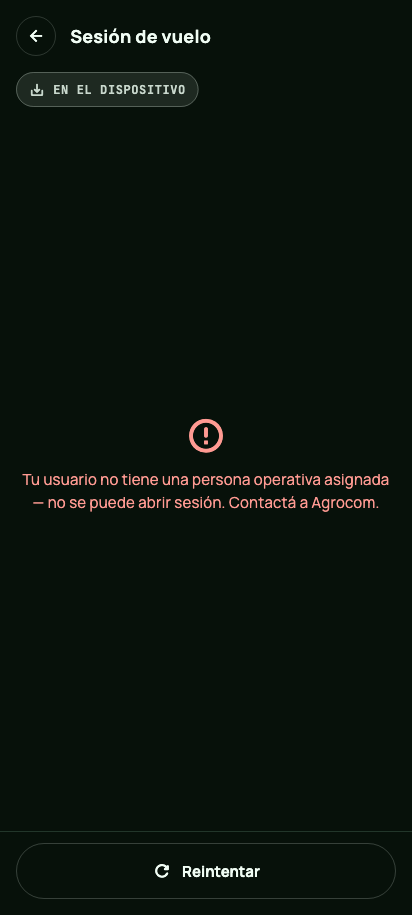 Sesión de vuelo
EN EL DISPOSITIVO
Tu usuario no tiene una persona operativa asignada
— no se puede abrir sesión. Contactá a Agrocom.
Reintentar